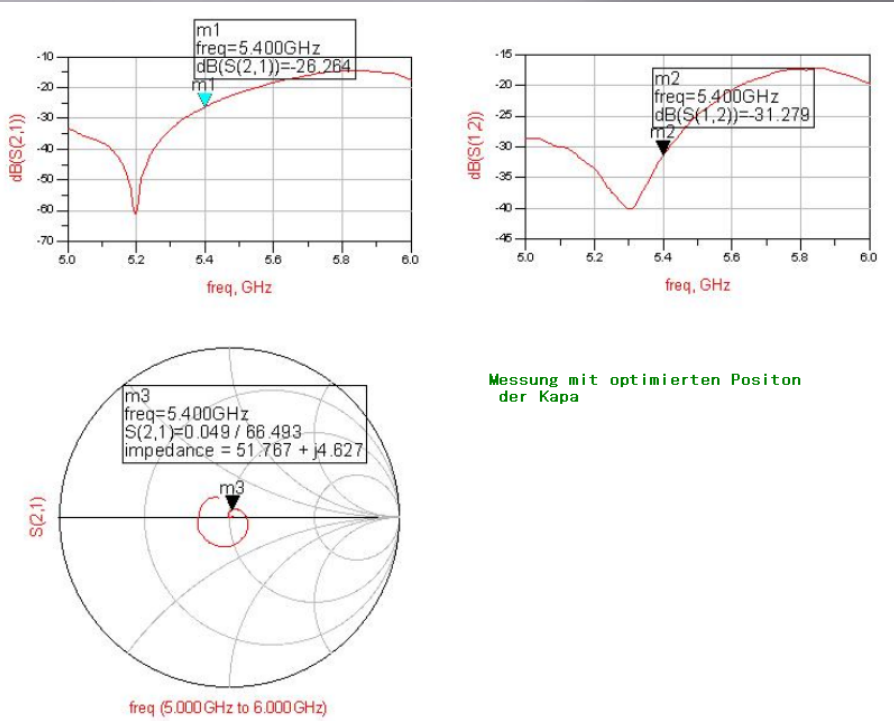 m1
freq=5.400GHz
dB(S(2,1))=-26.264
m1
-10
-20
-30
-40
-50
-60
-70
5.0 5.2 5.4 5.6 5.8 6.0
freq, GHz
dB(S(2,1))
m2
freq=5.400GHz
dB(S(1,2))=-31.279
m2
-15
-20
-25
-30
-35
-40
-45
5.0 5.2 5.4 5.6 5.8 6.0
freq, GHz
dB(S(1,2))
m3
freq=5.400GHz
S(2,1)=0.049 / 66.493
impedance = 51.767 + j4.627
m3
S(2,1)
freq (5.000GHz to 6.000GHz)
Messung mit optimierten Positon
der Kapa